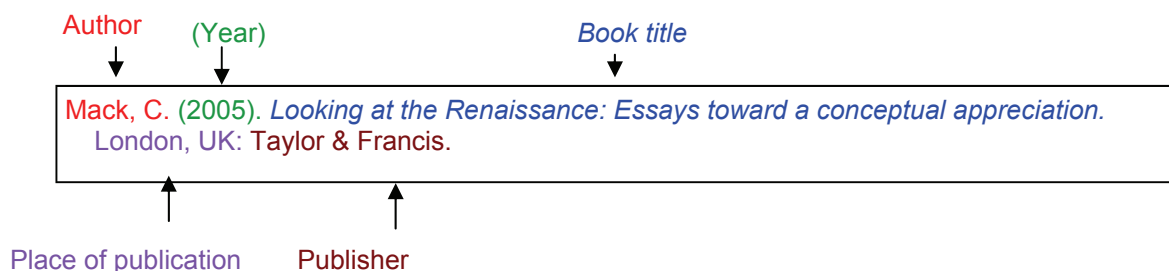 Author (Year) Book title
Mack, C. (2005). Looking at the Renaissance: Essays toward a conceptual appreciation.
London, UK: Taylor & Francis.
Place of publication Publisher